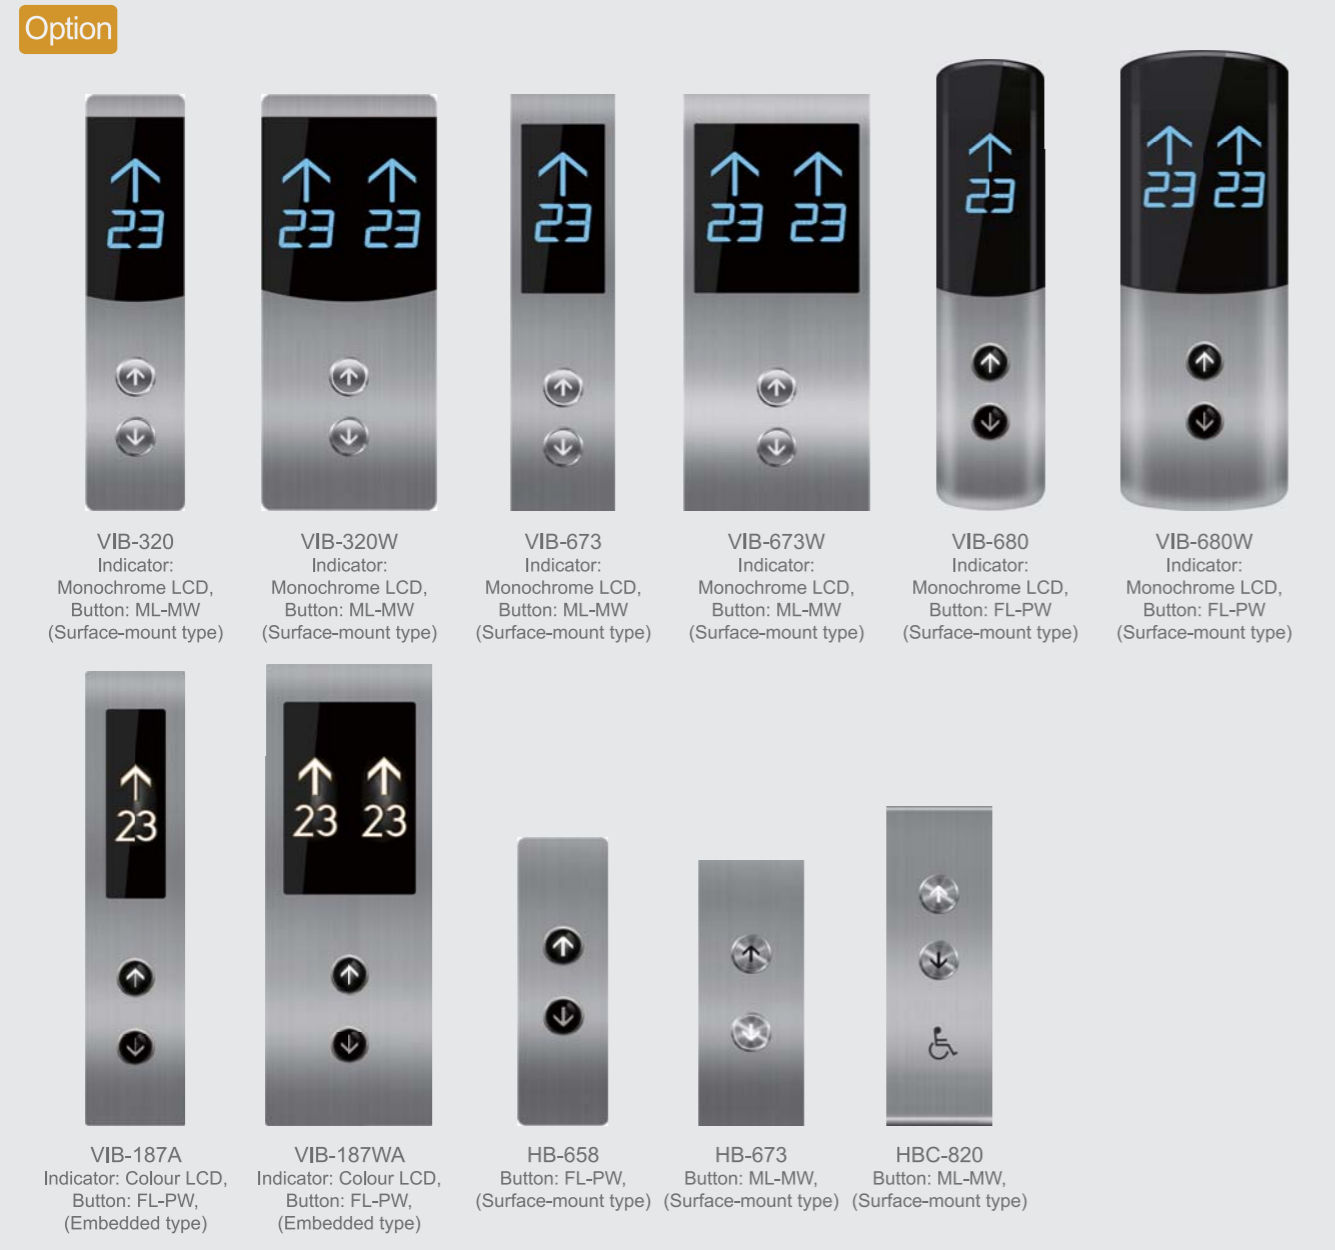 Option
23
23 23
23
23 23
23
23 23
VIB-320
Indicator:
Monochrome LCD,
Button: ML-MW
(Surface-mount type)
VIB-320W
Indicator:
Monochrome LCD,
Button: ML-MW
(Surface-mount type)
VIB-673
Indicator:
Monochrome LCD,
Button: ML-MW
(Surface-mount type)
VIB-673W
Indicator:
Monochrome LCD,
Button: ML-MW
(Surface-mount type)
VIB-680
Indicator:
Monochrome LCD,
Button: FL-PW
(Surface-mount type)
VIB-680W
Indicator:
Monochrome LCD,
Button: FL-PW
(Surface-mount type)
23
23 23
VIB-187A
Indicator: Colour LCD,
Button: FL-PW,
(Embedded type)
VIB-187WA
Indicator: Colour LCD,
Button: FL-PW,
(Embedded type)
HB-658
Button: FL-PW,
(Surface-mount type)
HB-673
Button: ML-MW,
(Surface-mount type)
HBC-820
Button: ML-MW,
(Surface-mount type)